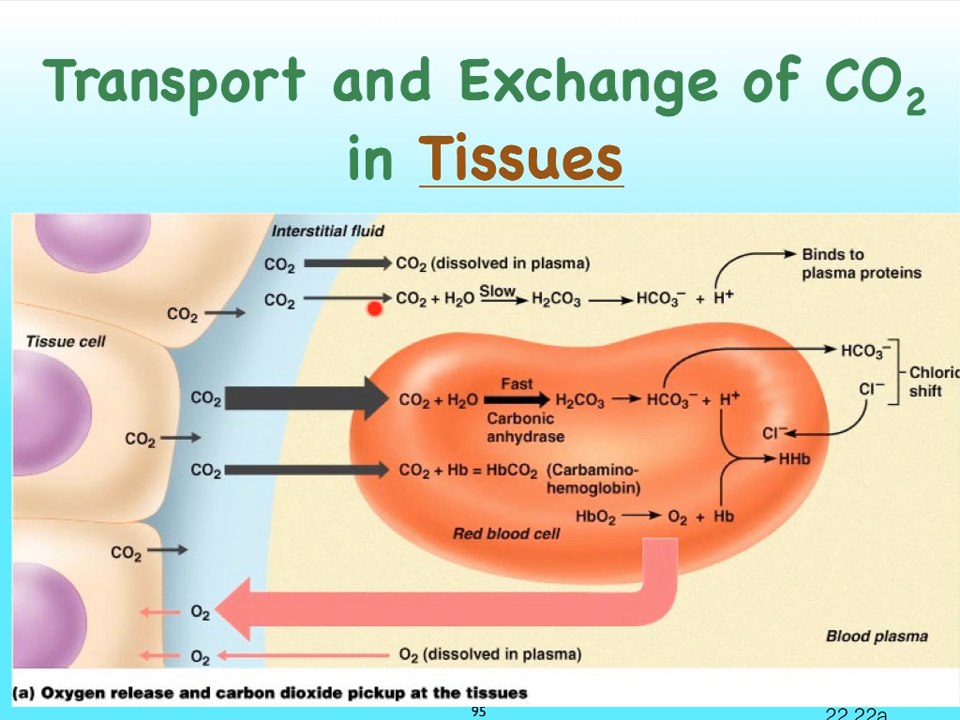 Transport and Exchange of CO₂
in Tissues
Interstitial fluid
CO₂ CO₂ (dissolved in plasma)
Binds to
plasma proteins
CO₂ CO₂ + H₂O Slow H₂CO₃ HCO₃⁻ + H⁺
CO₂
Tissue cell
HCO₃⁻
Cl⁻
Chlorid
shift
CO₂ CO₂ + H₂O Fast H₂CO₃ HCO₃⁻ + H⁺
Carbonic
anhydrase
Cl⁻
CO₂
HHb
CO₂ CO₂ + Hb = HbCO₂ (Carbamino-
hemoglobin)
HbO₂ O₂ + Hb
Red blood cell
CO₂
O₂
Blood plasma
O₂ O₂ (dissolved in plasma)
(a) Oxygen release and carbon dioxide pickup at the tissues
95
22.22a